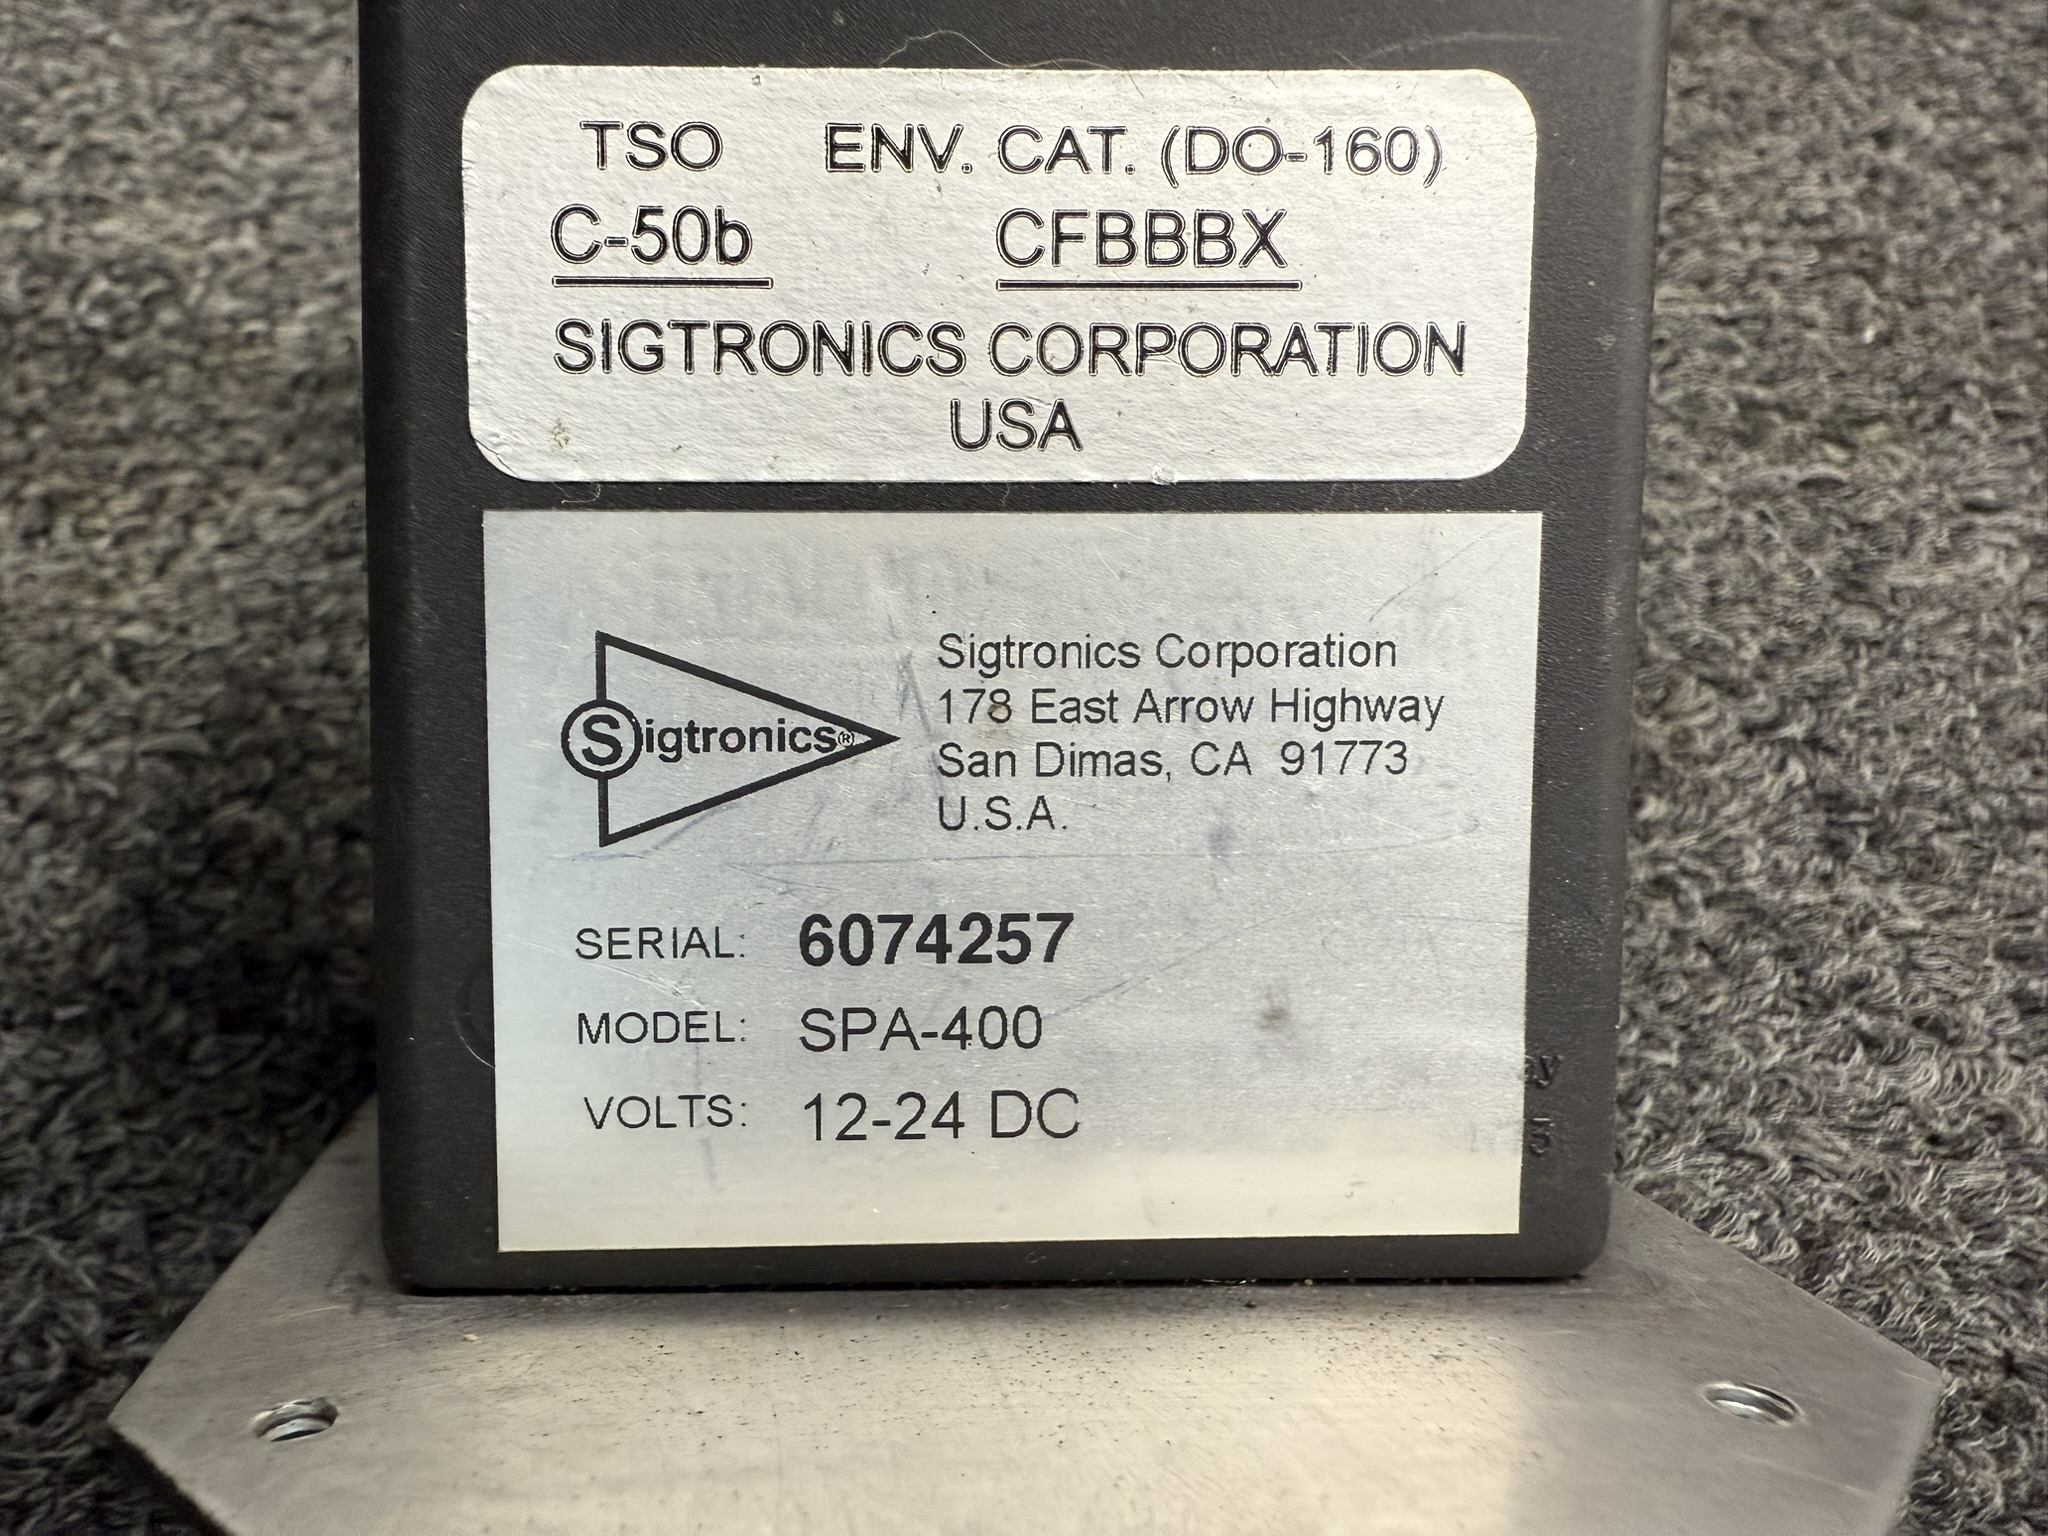 TSO ENV. CAT. (DO-160)
C-50b CFBBBX
SIGTRONICS CORPORATION
USA
Sigtronics®
Sigtronics Corporation
178 East Arrow Highway
San Dimas, CA 91773
U.S.A.
SERIAL: 6074257
MODEL: SPA-400
VOLTS: 12-24 DC